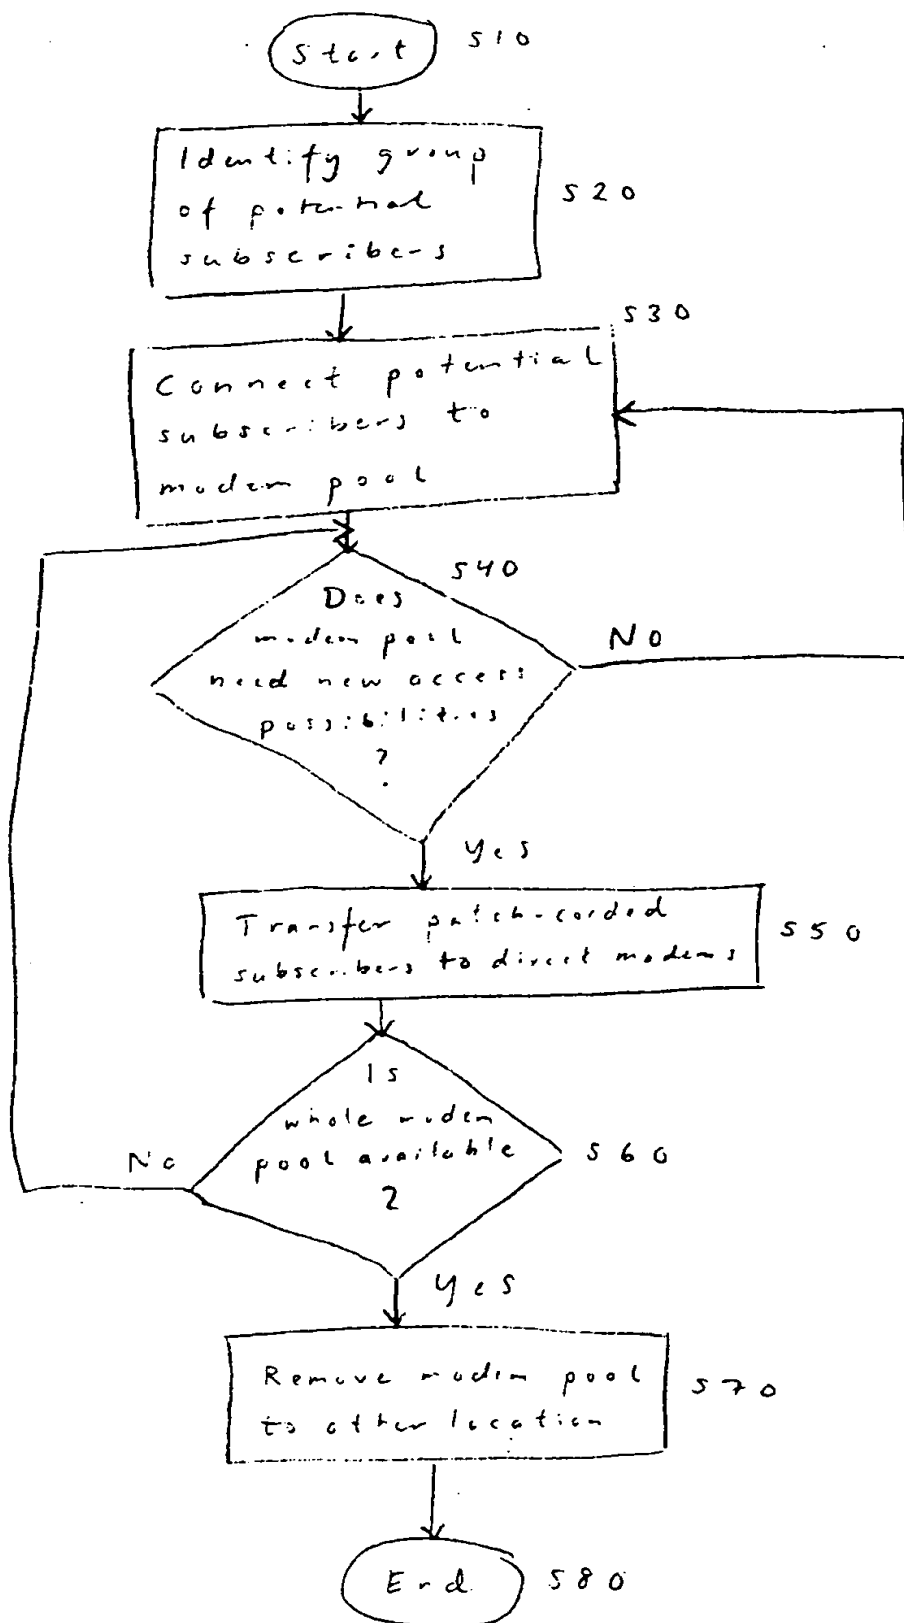 Start S10
Identify group
of potential
subscribers
S20
S30
Connect potential
subscribers to
modem pool
S40
Does
modem pool
need new access
possibilities
?
No
Yes
Transfer patch-corded
subscribers to direct modems
S50
Is
whole modem
pool available
?
No
S60
Yes
Remove modem pool
to other location
S70
End S80